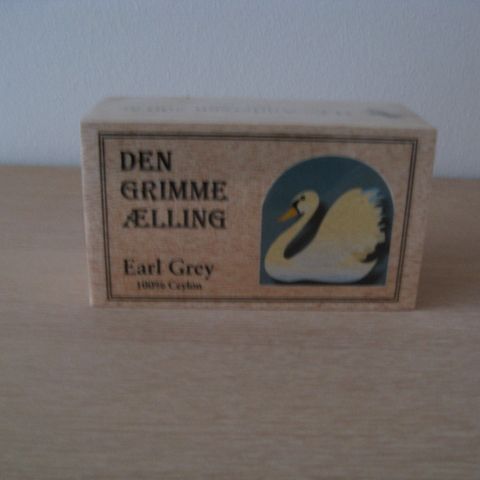 DEN
GRIMME
ÆLLING
Earl Grey
100% Ceylon